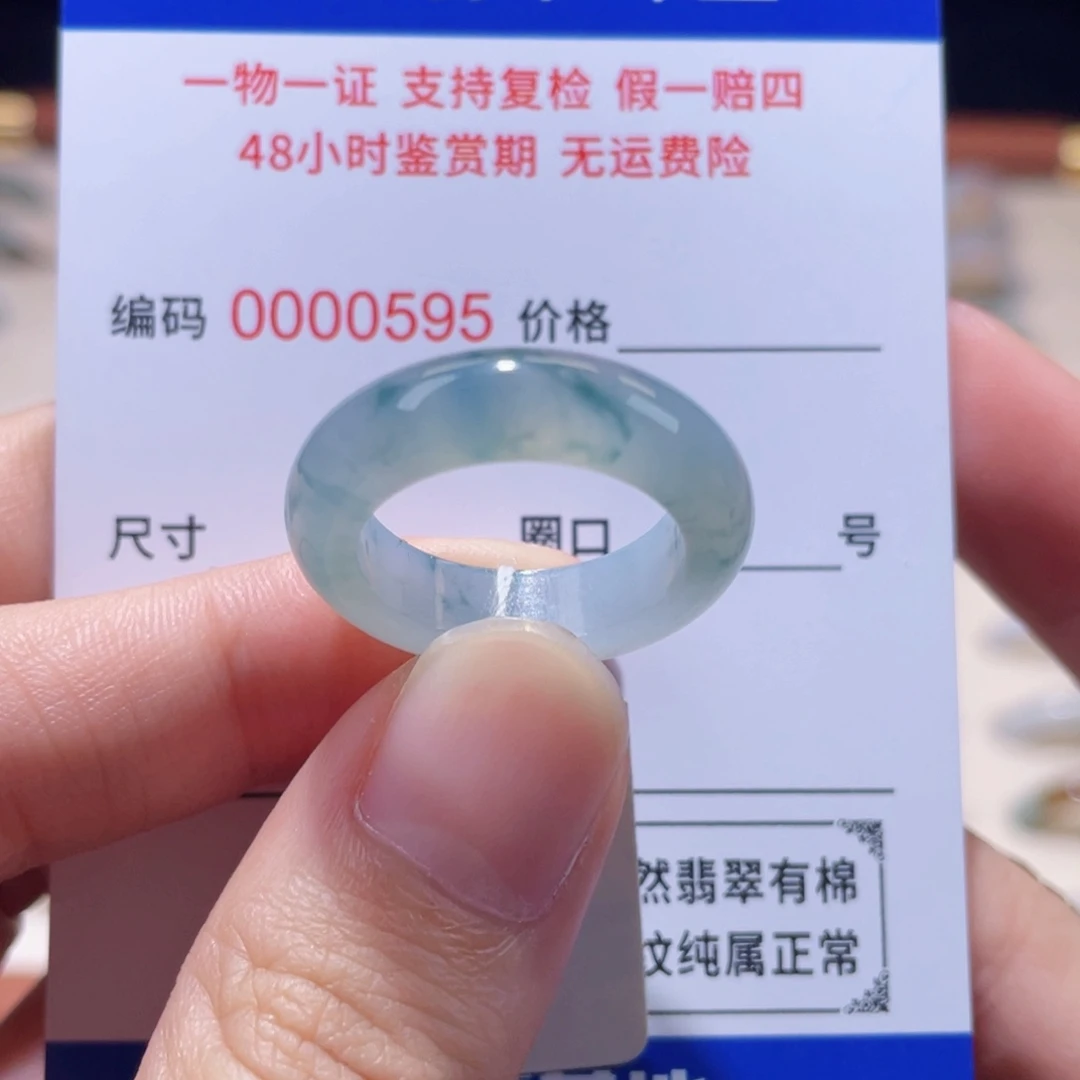 一物一证 支持复检 假一赔四
48小时鉴赏期 无运费险
编码 0000595 价格
尺寸 圈口 号
然翡翠有棉
纹纯属正常